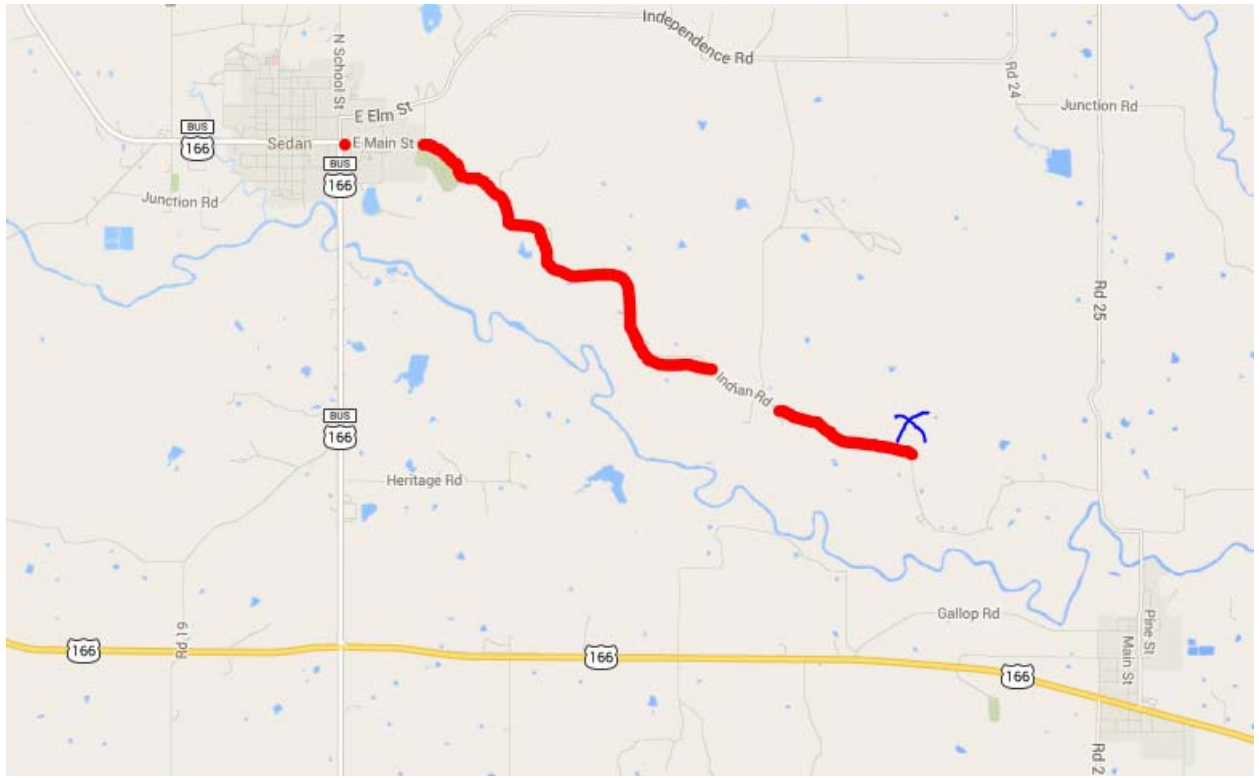 Independence Rd
N School St
Rd 24
Junction Rd
E Elm St
BUS
166
Sedan
E Main St
BUS
166
Junction Rd
Rd 25
Indian Rd
BUS
166
Heritage Rd
Gallop Rd
Pine St
Rd 19
166
166
Main St
166
Rd 2